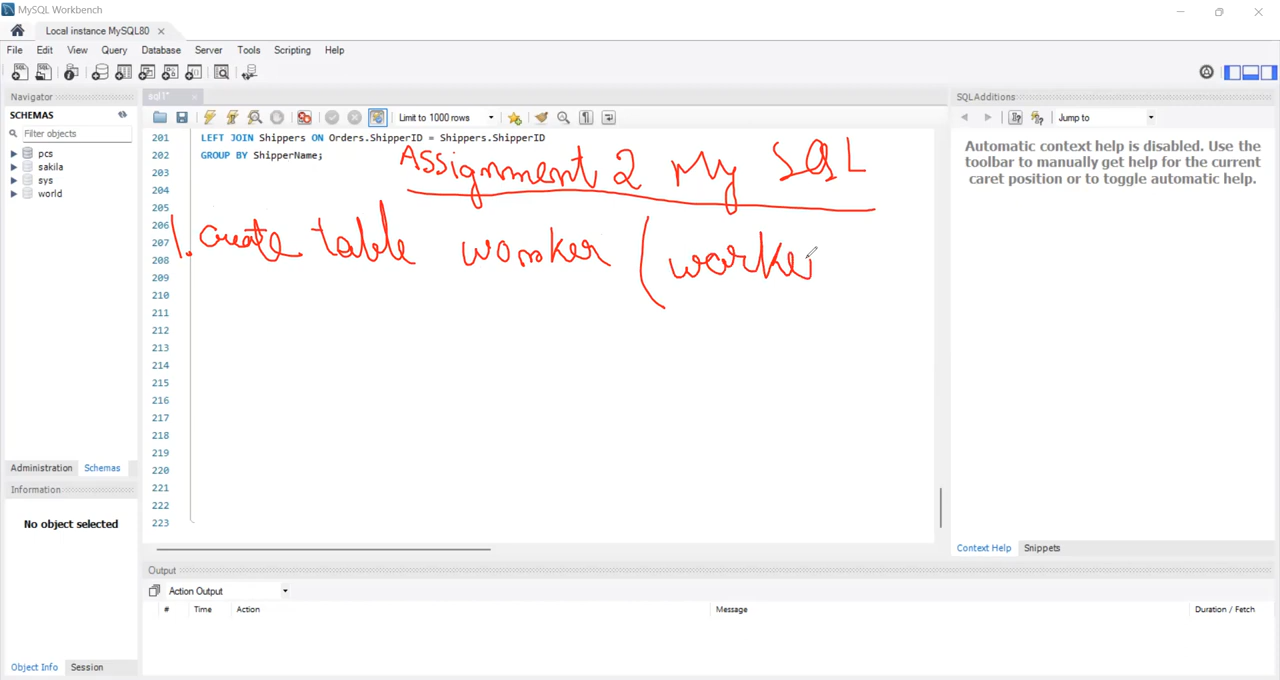 MySQL Workbench
Local instance MySQL80
File Edit View Query Database Server Tools Scripting Help
Navigator
SCHEMAS
Filter objects
pcs
sakila
sys
world
Administration Schemas
Information
No object selected
Object Info Session
sql1*
Limit to 1000 rows
201 LEFT JOIN Shippers ON Orders.ShipperID = Shippers.ShipperID
202 GROUP BY ShipperName;
203
204
205
206
207
208
209
210
211
212
213
214
215
216
217
218
219
220
221
222
223
Assignment 2 My SQL
1. create table worker (worke
Output
Action Output
# Time Action Message Duration / Fetch
SQLAdditions
Jump to
Automatic context help is disabled. Use the
toolbar to manually get help for the current
caret position or to toggle automatic help.
Context Help Snippets